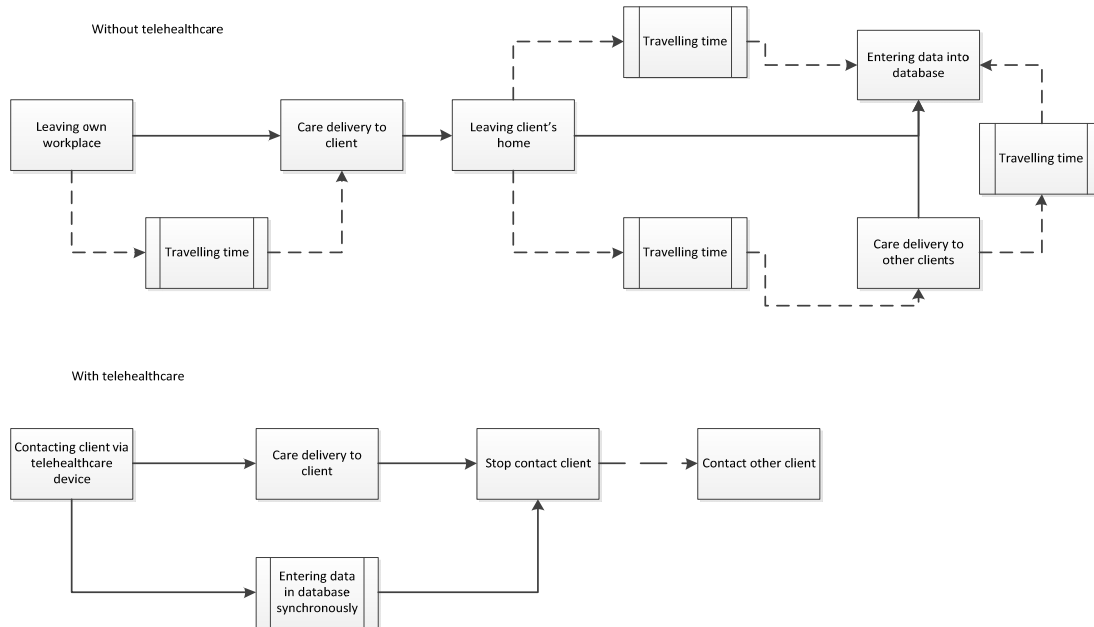 Without telehealthcare
Travelling time
Entering data into
database
Leaving own
workplace
Care delivery to
client
Leaving client's
home
Travelling time
Travelling time
Travelling time
Care delivery to
other clients
With telehealthcare
Contacting client via
telehealthcare
device
Care delivery to
client
Stop contact client
Contact other client
Entering data
in database
synchronously